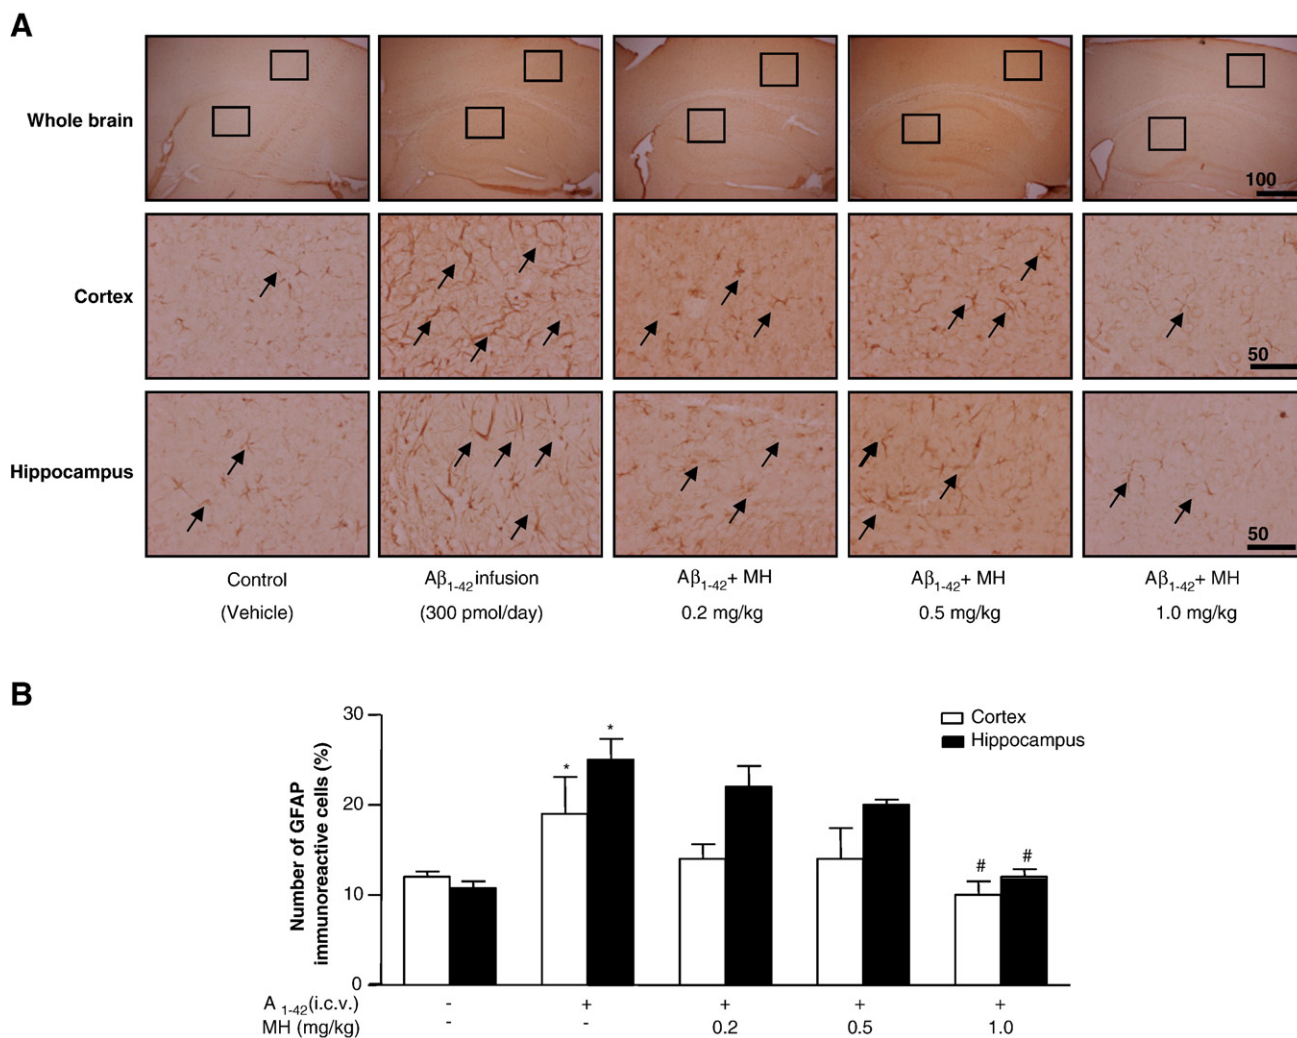 A
Whole brain
100
Cortex
50
Hippocampus
50
Control
(Vehicle)
Aβ1-42 infusion
(300 pmol/day)
Aβ1-42+ MH
0.2 mg/kg
Aβ1-42+ MH
0.5 mg/kg
Aβ1-42+ MH
1.0 mg/kg
B
Number of GFAP
immunoreactive cells (%)
30
20
10
0
* *
# #
Cortex
Hippocampus
A 1-42(i.c.v.) - + + + +
MH (mg/kg) - - 0.2 0.5 1.0